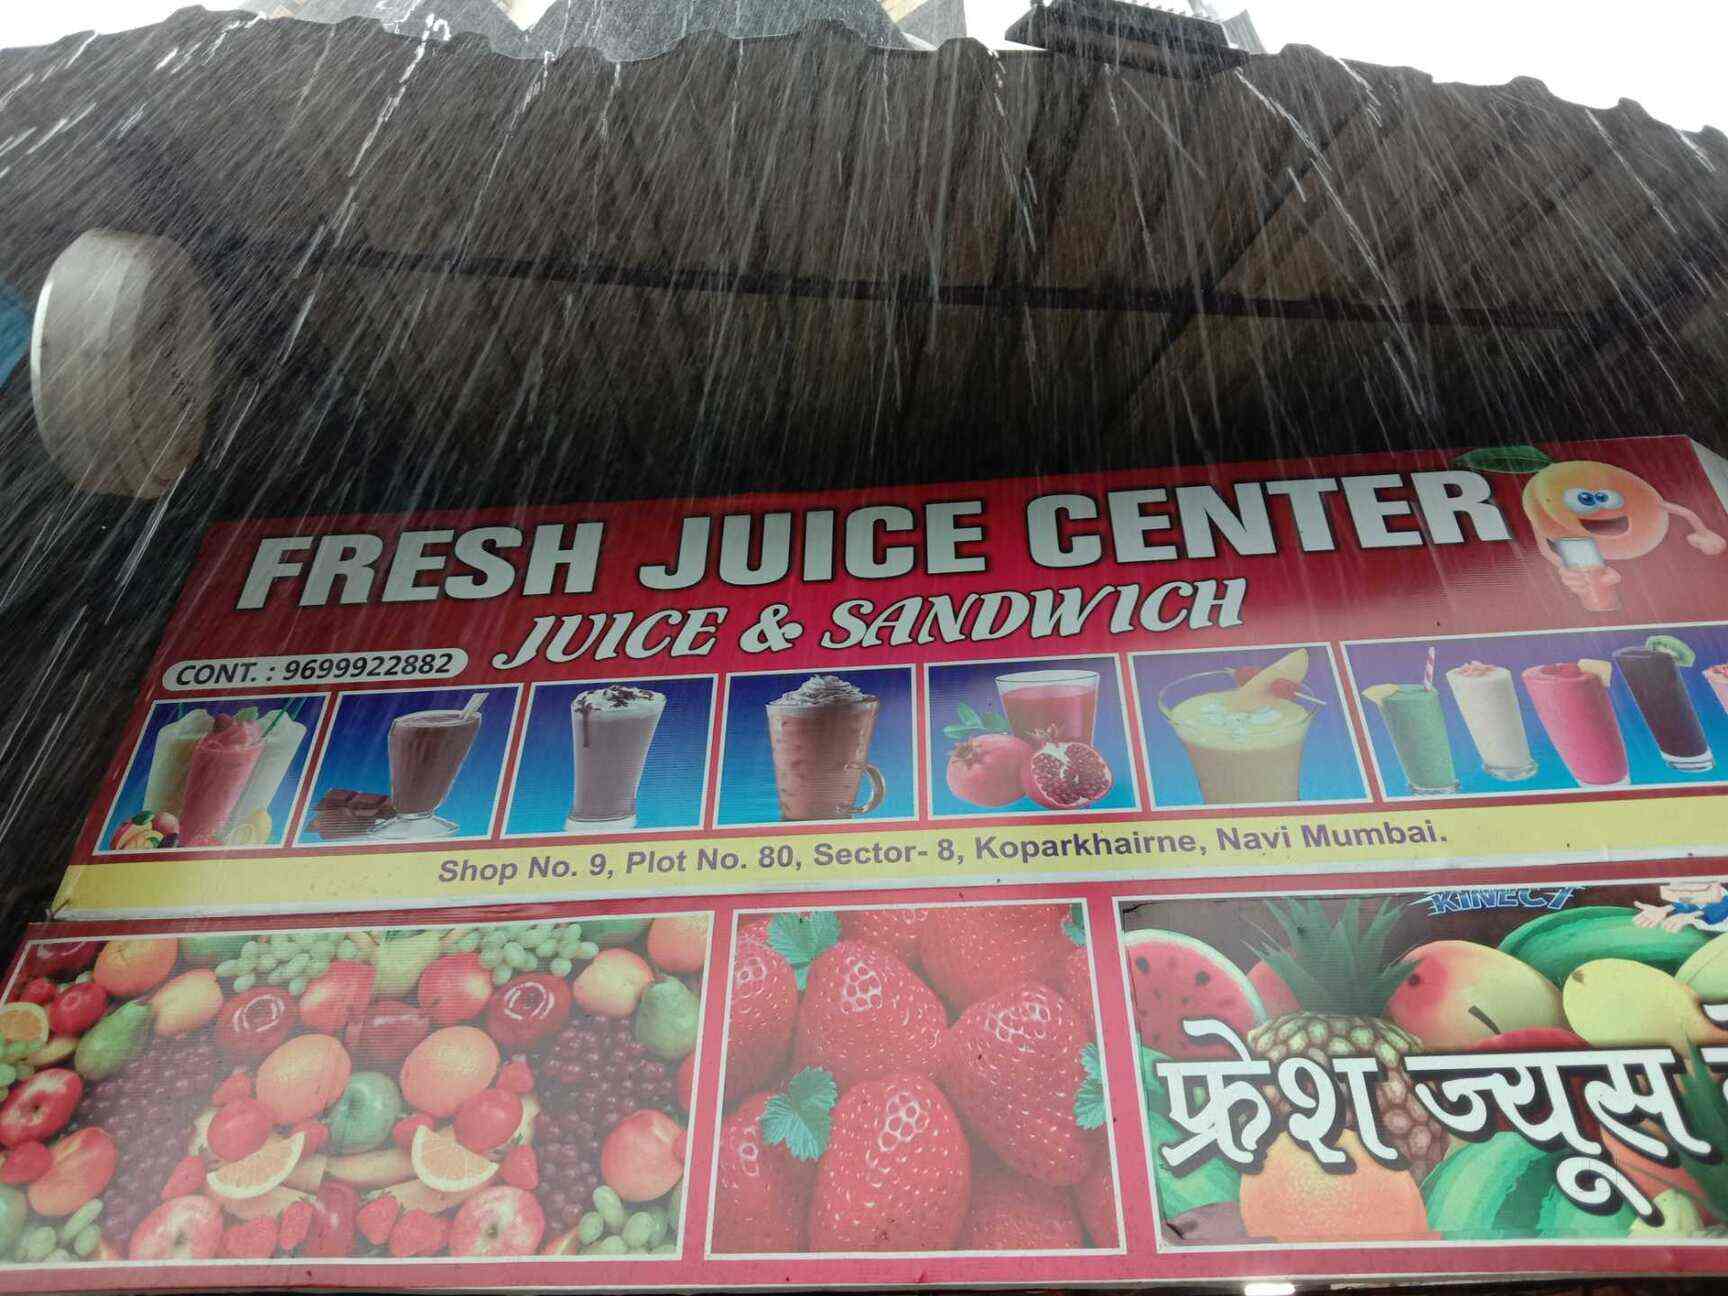 FRESH JUICE CENTER
JUICE & SANDWICH
CONT. : 9699922882
Shop No. 9, Plot No. 80, Sector- 8, Koparkhairne, Navi Mumbai.
KINECT
फ्रेश ज्यूस